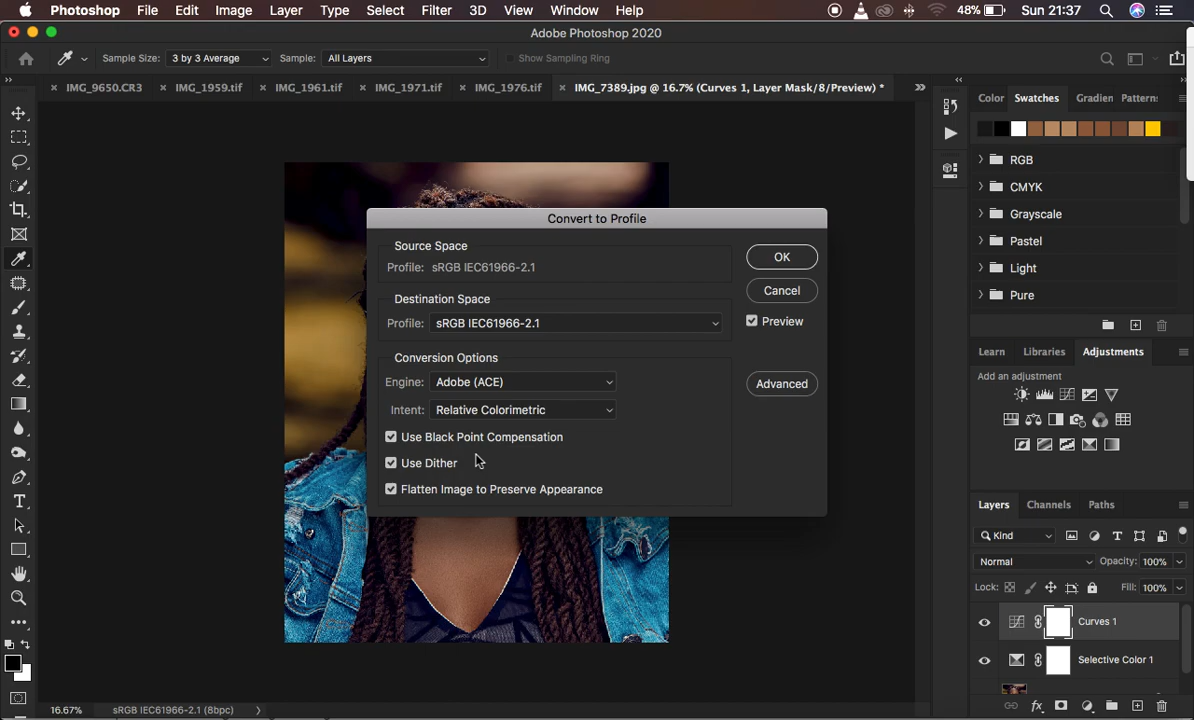 Photoshop File Edit Image Layer Type Select Filter 3D View Window Help 48% Sun 21:37
Adobe Photoshop 2020
Sample Size: 3 by 3 Average Sample: All Layers Show Sampling Ring
IMG_9650.CR3 IMG_1959.tif IMG_1961.tif IMG_1971.tif IMG_1976.tif IMG_7389.jpg @ 16.7% (Curves 1, Layer Mask/8/Preview) *
Color Swatches Gradien Pattern:
RGB
CMYK
Grayscale
Pastel
Light
Pure
Convert to Profile
Source Space
Profile: sRGB IEC61966-2.1
Destination Space
Profile: sRGB IEC61966-2.1
Conversion Options
Engine: Adobe (ACE)
Intent: Relative Colorimetric
Use Black Point Compensation
Use Dither
Flatten Image to Preserve Appearance
OK
Cancel
Preview
Advanced
Learn Libraries Adjustments
Add an adjustment
Layers Channels Paths
Kind
Normal Opacity: 100%
Lock: Fill: 100%
Curves 1
Selective Color 1
16.67% sRGB IEC61966-2.1 (8bpc)